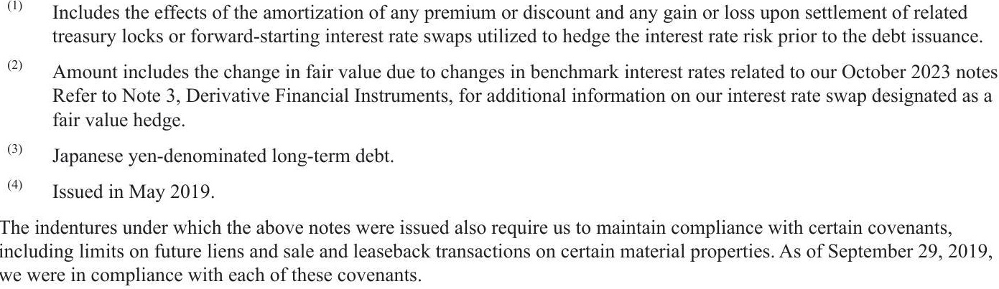 (1) Includes the effects of the amortization of any premium or discount and any gain or loss upon settlement of related
treasury locks or forward-starting interest rate swaps utilized to hedge the interest rate risk prior to the debt issuance.
(2) Amount includes the change in fair value due to changes in benchmark interest rates related to our October 2023 notes
Refer to Note 3, Derivative Financial Instruments, for additional information on our interest rate swap designated as a
fair value hedge.
(3) Japanese yen-denominated long-term debt.
(4) Issued in May 2019.
The indentures under which the above notes were issued also require us to maintain compliance with certain covenants,
including limits on future liens and sale and leaseback transactions on certain material properties. As of September 29, 2019,
we were in compliance with each of these covenants.